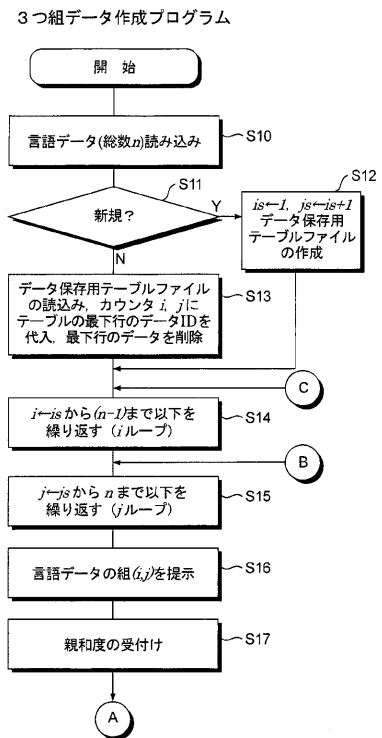 3つ組データ作成プログラム
開 始
言語データ(総数n)読み込み
S10
新規?
S11
Y
N
is←1, js←is+1
データ保存用
テーブルファイル
の作成
S12
データ保存用テーブルファイル
の読込み,カウンタ i, j に
テーブルの最下行のデータIDを
代入,最下行のデータを削除
S13
C
i←isから(n-1)まで以下を
繰り返す(iループ)
S14
B
j←jsから n まで以下を
繰り返す(jループ)
S15
言語データの組(i,j)を提示
S16
親和度の受付け
S17
A